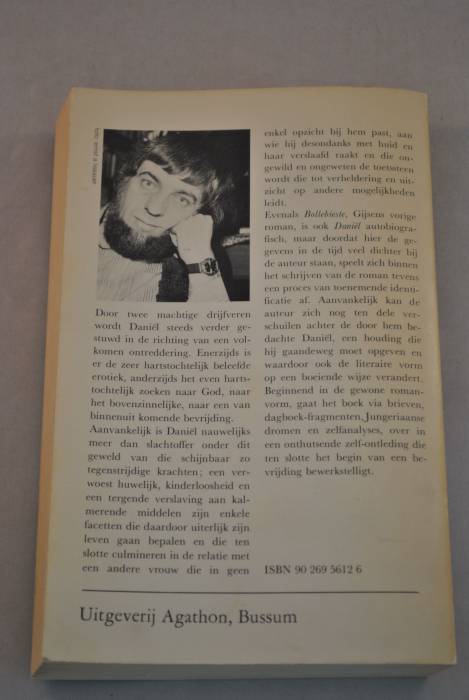 Door twee machtige drijfveren
wordt Daniël steeds verder ge-
stuwd in de richting van een vol-
komen ontreddering. Enerzijds is
er de zeer hartstochtelijk beleefde
erotiek, anderzijds het even harts-
tochtelijk zoeken naar God, naar
het bovenzinnelijke, naar een van
binnenuit komende bevrijding.
Aanvankelijk is Daniël nauwelijks
meer dan slachtoffer onder dit
geweld van die schijnbaar zo
tegenstrijdige krachten; een ver-
woest huwelijk, kinderloosheid en
een tergende verslaving aan kal-
merende middelen zijn enkele
facetten die daardoor uiterlijk zijn
leven gaan bepalen en die ten
slotte culmineren in de relatie met
een andere vrouw die in geen
enkel opzicht bij hem past, aan
wie hij desondanks met huid en
haar verslaafd raakt en die on-
gewild en ongeweten de toetssteen
wordt die tot verheldering en uit-
zicht op andere mogelijkheden
leidt.
Evenals Bollebieste, Gijsens vorige
roman, is ook Daniël autobiogra-
fisch, maar doordat hier de ge-
gevens in de tijd veel dichter bij
de auteur staan, speelt zich binnen
het schrijven van de roman tevens
een proces van toenemende identi-
ficatie af. Aanvankelijk kan de
auteur zich nog ten dele ver-
schuilen achter de door hem be-
dachte Daniël, een houding die
hij gaandeweg moet opgeven en
waardoor ook de literaire vorm
op een boeiende wijze verandert.
Beginnend in de gewone roman-
vorm, gaat het boek via brieven,
dagboek-fragmenten, Jungeriaanse
dromen en zelfanalyses, over in
een onthutsende zelf-ontleding die
ten slotte het begin van een be-
vrijding bewerkstelligt.
ISBN 90 269 5612 6
Uitgeverij Agathon, Bussum